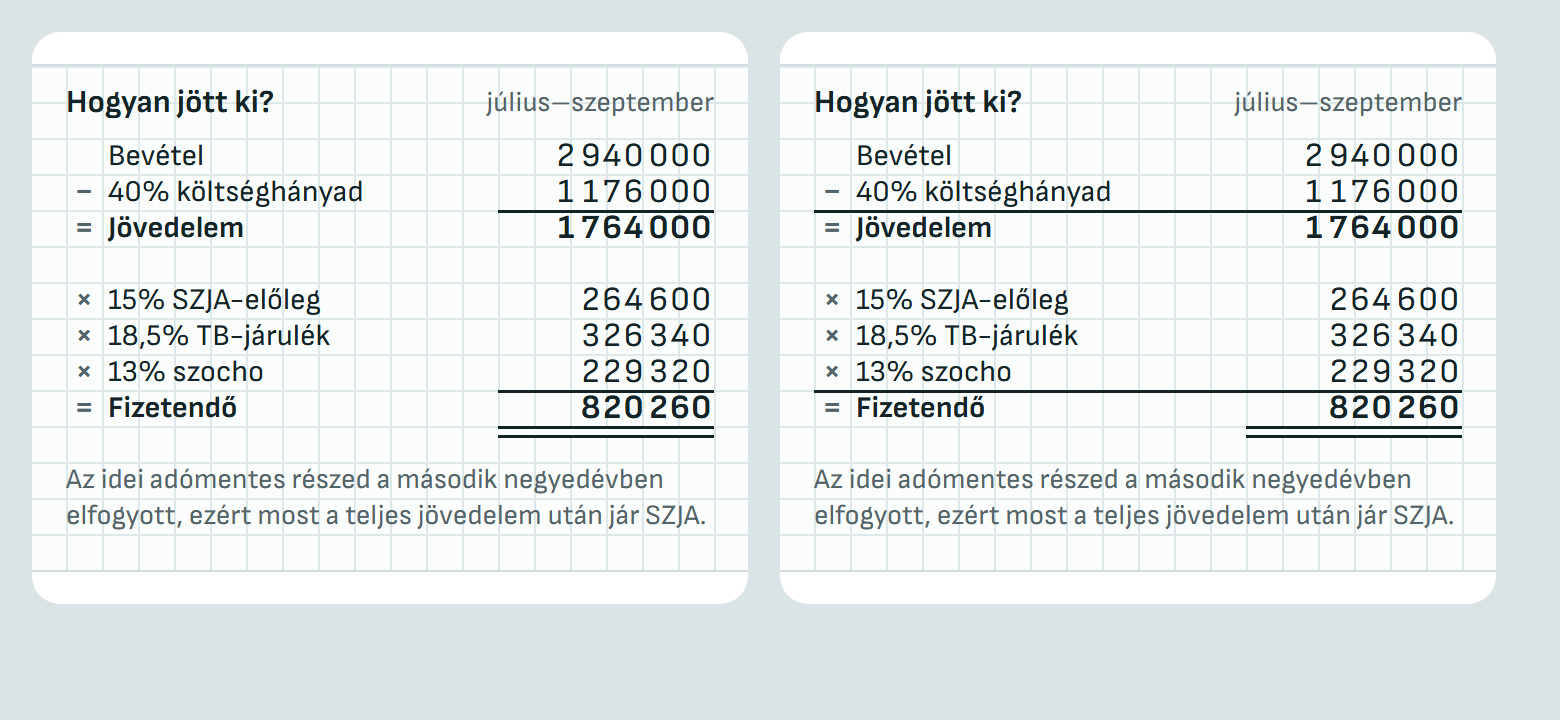 Hogyan jött ki? július–szeptember
Bevétel 2 940 000
− 40% költséghányad 1 176 000
= Jövedelem 1 764 000
× 15% SZJA-előleg 264 600
× 18,5% TB-járulék 326 340
× 13% szocho 229 320
= Fizetendő 820 260
Az idei adómentes részed a második negyedévben
elfogyott, ezért most a teljes jövedelem után jár SZJA.
Hogyan jött ki? július–szeptember
Bevétel 2 940 000
− 40% költséghányad 1 176 000
= Jövedelem 1 764 000
× 15% SZJA-előleg 264 600
× 18,5% TB-járulék 326 340
× 13% szocho 229 320
= Fizetendő 820 260
Az idei adómentes részed a második negyedévben
elfogyott, ezért most a teljes jövedelem után jár SZJA.